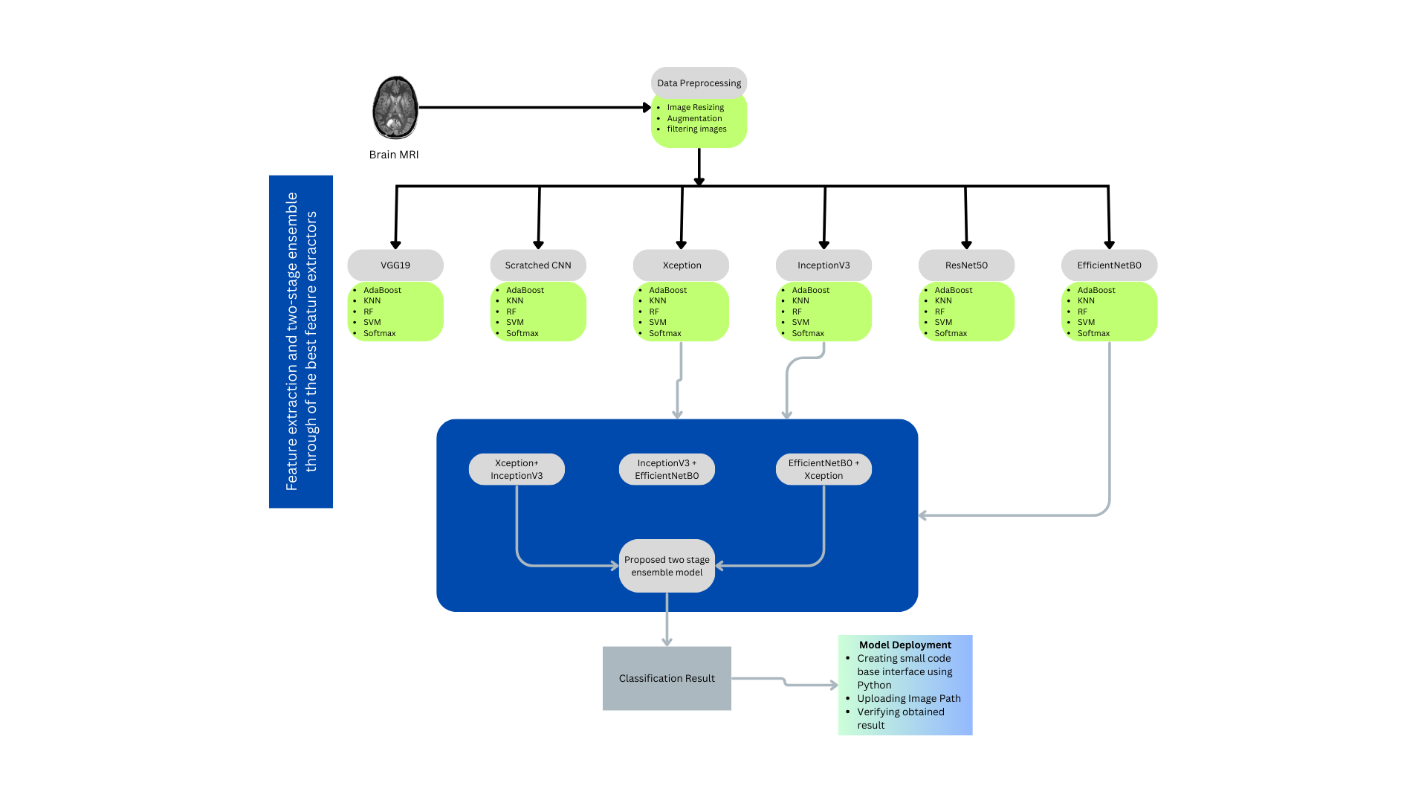 Data Preprocessing
• Image Resizing
• Augmentation
• filtering images
Brain MRI
Feature extraction and two-stage ensemble
through of the best feature extractors
VGG19
• AdaBoost
• KNN
• RF
• SVM
• Softmax
Scratched CNN
• AdaBoost
• KNN
• RF
• SVM
• Softmax
Xception
• AdaBoost
• KNN
• RF
• SVM
• Softmax
InceptionV3
• AdaBoost
• KNN
• RF
• SVM
• Softmax
ResNet50
• AdaBoost
• KNN
• RF
• SVM
• Softmax
EfficientNetB0
• AdaBoost
• KNN
• RF
• SVM
• Softmax
Xception+
InceptionV3
InceptionV3 +
EfficientNetB0
EfficientNetB0 +
Xception
Proposed two stage
ensemble model
Classification Result
Model Deployment
• Creating small code
base interface using
Python
• Uploading Image Path
• Verifying obtained
result